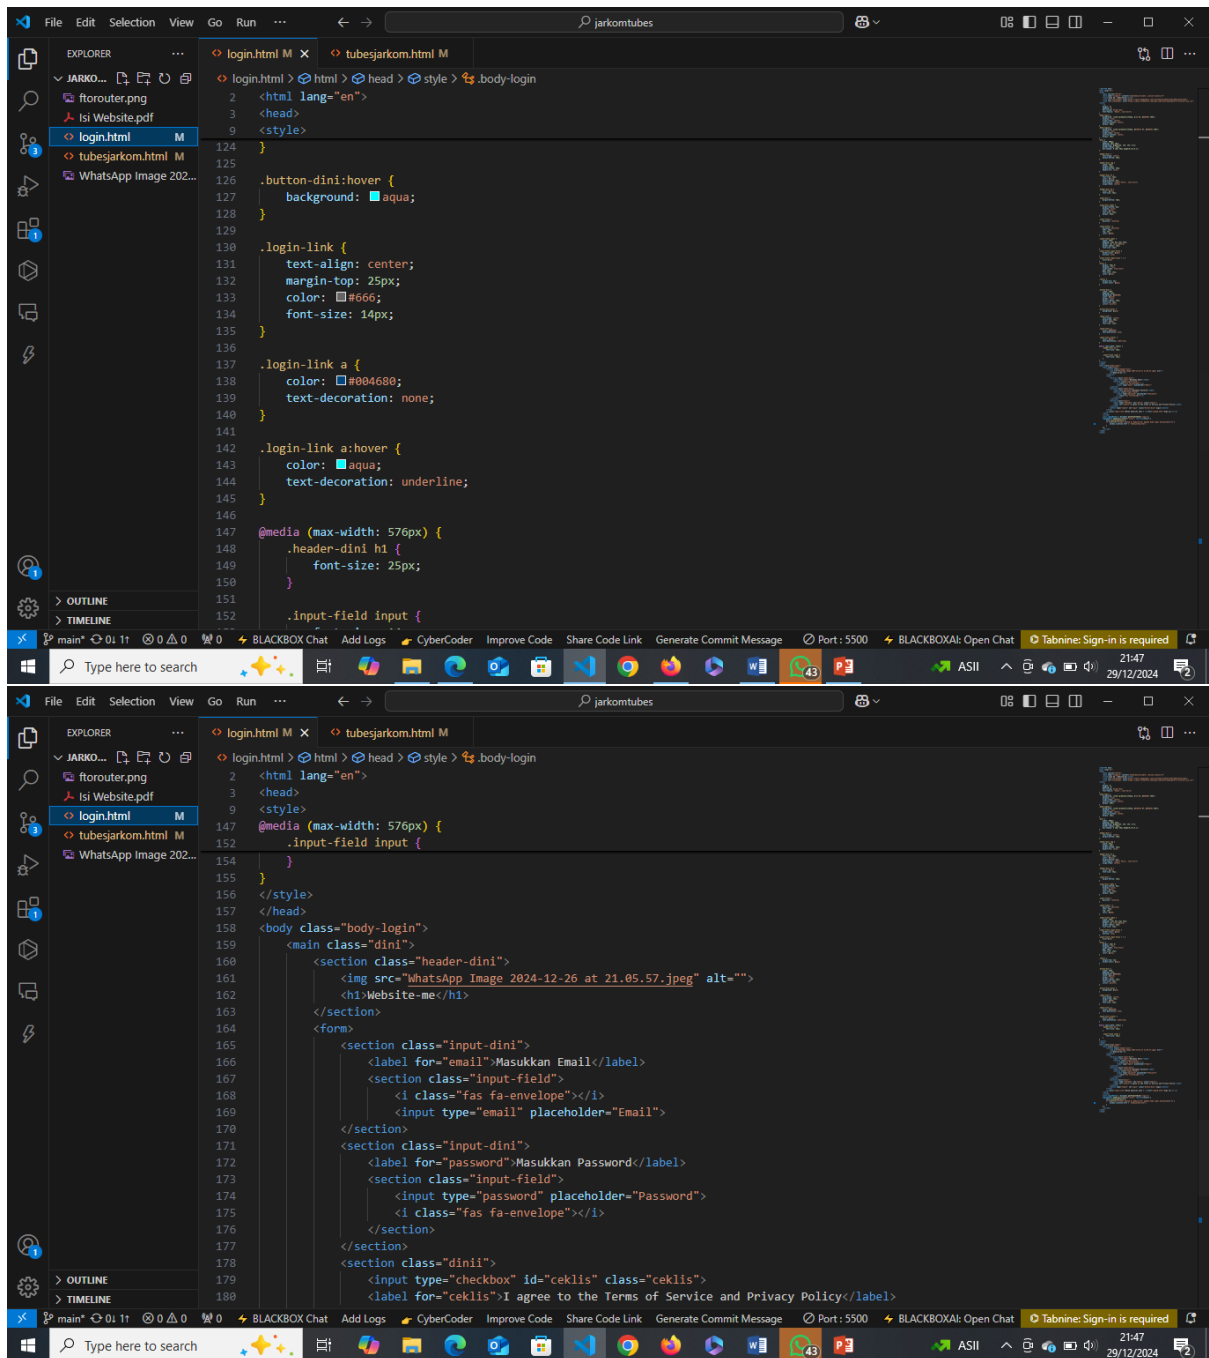 File Edit Selection View Go Run ··· jarkomtubes
EXPLORER ···
login.html M
tubesjarkom.html M
JARKO...
ftorouter.png
Isi Website.pdf
login.html M
tubesjarkom.html M
WhatsApp Image 202...
login.html > html > head > style > .body-login
2 <html lang="en">
3 <head>
9 <style>
124 }
125
126 .button-dini:hover {
127 background: aqua;
128 }
129
130 .login-link {
131 text-align: center;
132 margin-top: 25px;
133 color: #666;
134 font-size: 14px;
135 }
136
137 .login-link a {
138 color: #004680;
139 text-decoration: none;
140 }
141
142 .login-link a:hover {
143 color: aqua;
144 text-decoration: underline;
145 }
146
147 @media (max-width: 576px) {
148 .header-dini h1 {
149 font-size: 25px;
150 }
151
152 .input-field input {
OUTLINE
TIMELINE
main* 0↓ 1↑ 0 0 0 BLACKBOX Chat Add Logs CyberCoder Improve Code Share Code Link Generate Commit Message Port : 5500 BLACKBOXAI: Open Chat Tabnine: Sign-in is required
Type here to search 43 ASII 21:47
29/12/2024 2
File Edit Selection View Go Run ··· jarkomtubes
EXPLORER ···
login.html M
tubesjarkom.html M
JARKO...
ftorouter.png
Isi Website.pdf
login.html M
tubesjarkom.html M
WhatsApp Image 202...
login.html > html > head > style > .body-login
2 <html lang="en">
3 <head>
9 <style>
147 @media (max-width: 576px) {
152 .input-field input {
154 }
155 }
156 </style>
157 </head>
158 <body class="body-login">
159 <main class="dini">
160 <section class="header-dini">
161 <img src="WhatsApp Image 2024-12-26 at 21.05.57.jpeg" alt="">
162 <h1>Website-me</h1>
163 </section>
164 <form>
165 <section class="input-dini">
166 <label for="email">Masukkan Email</label>
167 <section class="input-field">
168 <i class="fas fa-envelope"></i>
169 <input type="email" placeholder="Email">
170 </section>
171 <section class="input-dini">
172 <label for="password">Masukkan Password</label>
173 <section class="input-field">
174 <input type="password" placeholder="Password">
175 <i class="fas fa-envelope"></i>
176 </section>
177 </section>
178 <section class="dinii">
179 <input type="checkbox" id="ceklis" class="ceklis">
180 <label for="ceklis">I agree to the Terms of Service and Privacy Policy</label>
OUTLINE
TIMELINE
main* 0↓ 1↑ 0 0 0 BLACKBOX Chat Add Logs CyberCoder Improve Code Share Code Link Generate Commit Message Port : 5500 BLACKBOXAI: Open Chat Tabnine: Sign-in is required
Type here to search 43 ASII 21:47
29/12/2024 2